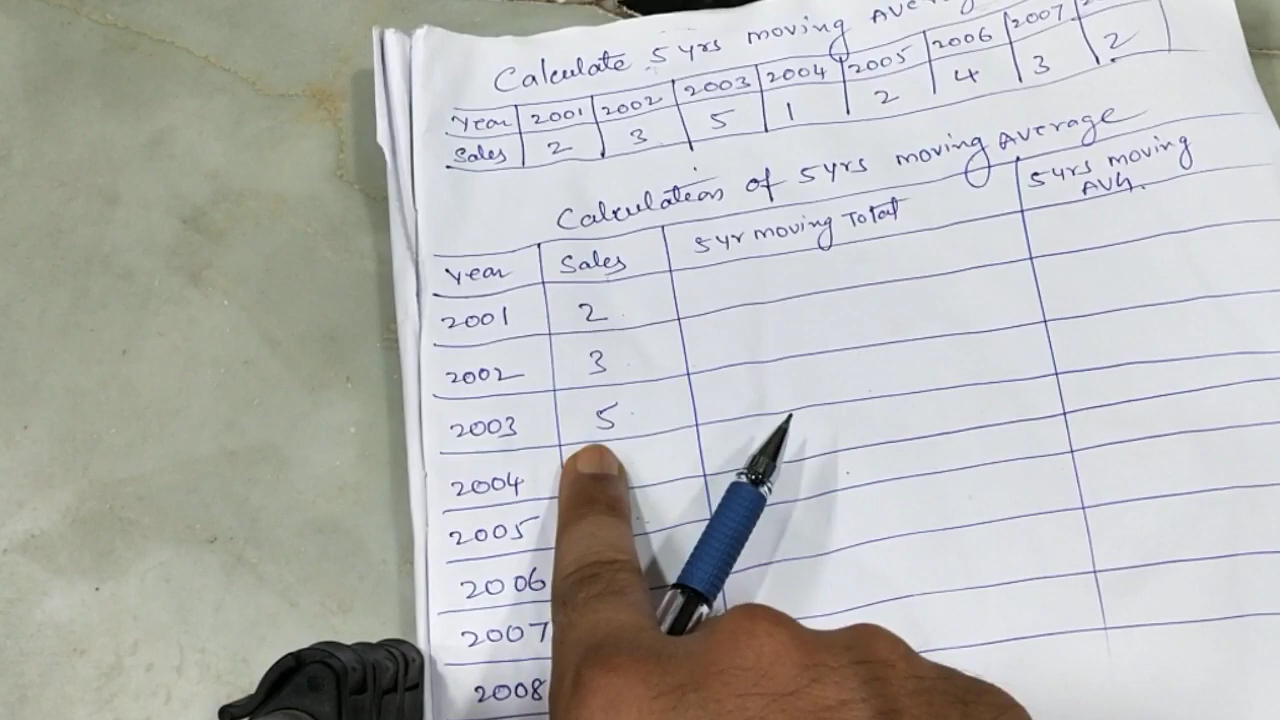 Calculate 5 yrs moving Ave
Year 2001 2002 2003 2004 2005 2006 2007
Sales 2 3 5 1 2 4 3 2
Calculation of 5 yrs moving Average
Year Sales 5 yr moving Total 5 yrs moving Avg.
2001 2
2002 3
2003 5
2004
2005
2006
2007
2008